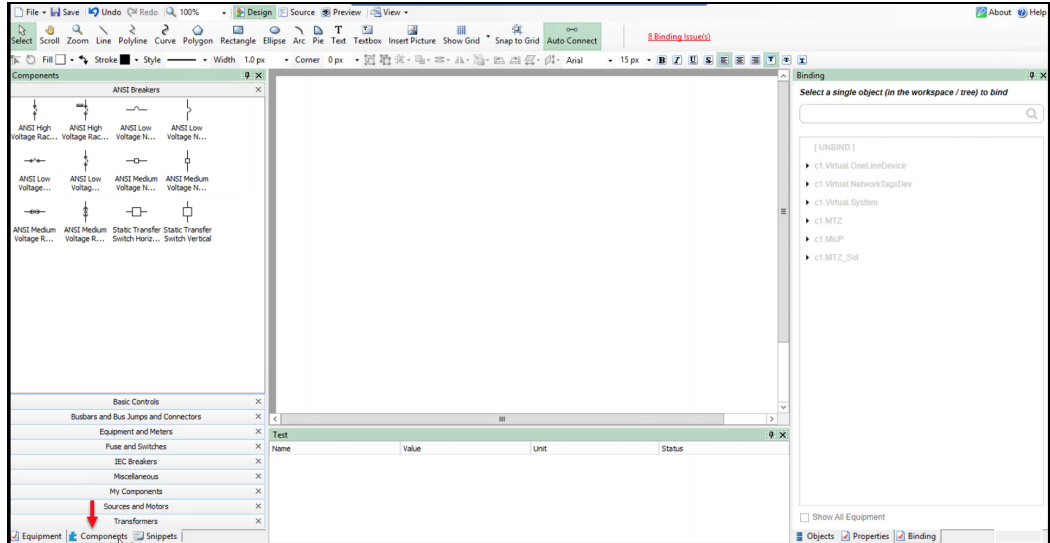 File Save Undo Redo 100% Design Source Preview View About Help
Select Scroll Zoom Line Polyline Curve Polygon Rectangle Ellipse Arc Pie Text Textbox Insert Picture Show Grid Snap to Grid Auto Connect 8 Binding Issue(s)
Fill Stroke Style Width 1.0 px Corner 0 px Arial 15 px B I U S
Components
ANSI Breakers
ANSI High Voltage Rac... ANSI High Voltage Rac... ANSI Low Voltage N... ANSI Low Voltage N...
ANSI Low Voltage... ANSI Low Voltag... ANSI Medium Voltage N... ANSI Medium Voltage N...
ANSI Medium Voltage R... ANSI Medium Voltage R... Static Transfer Switch Horiz... Static Transfer Switch Vertical
Basic Controls
Busbars and Bus Jumps and Connectors
Equipment and Meters
Fuse and Switches
IEC Breakers
Miscellaneous
My Components
Sources and Motors
Transformers
Equipment Components Snippets
Test
Name Value Unit Status
Binding
Select a single object (in the workspace / tree) to bind
[ UNBIND ]
c1.Virtual.OneLineDevice
c1.Virtual.NetworkTagsDev
c1.Virtual.System
c1.MTZ
c1.MicP
c1.MTZ_Sol
Show All Equipment
Objects Properties Binding